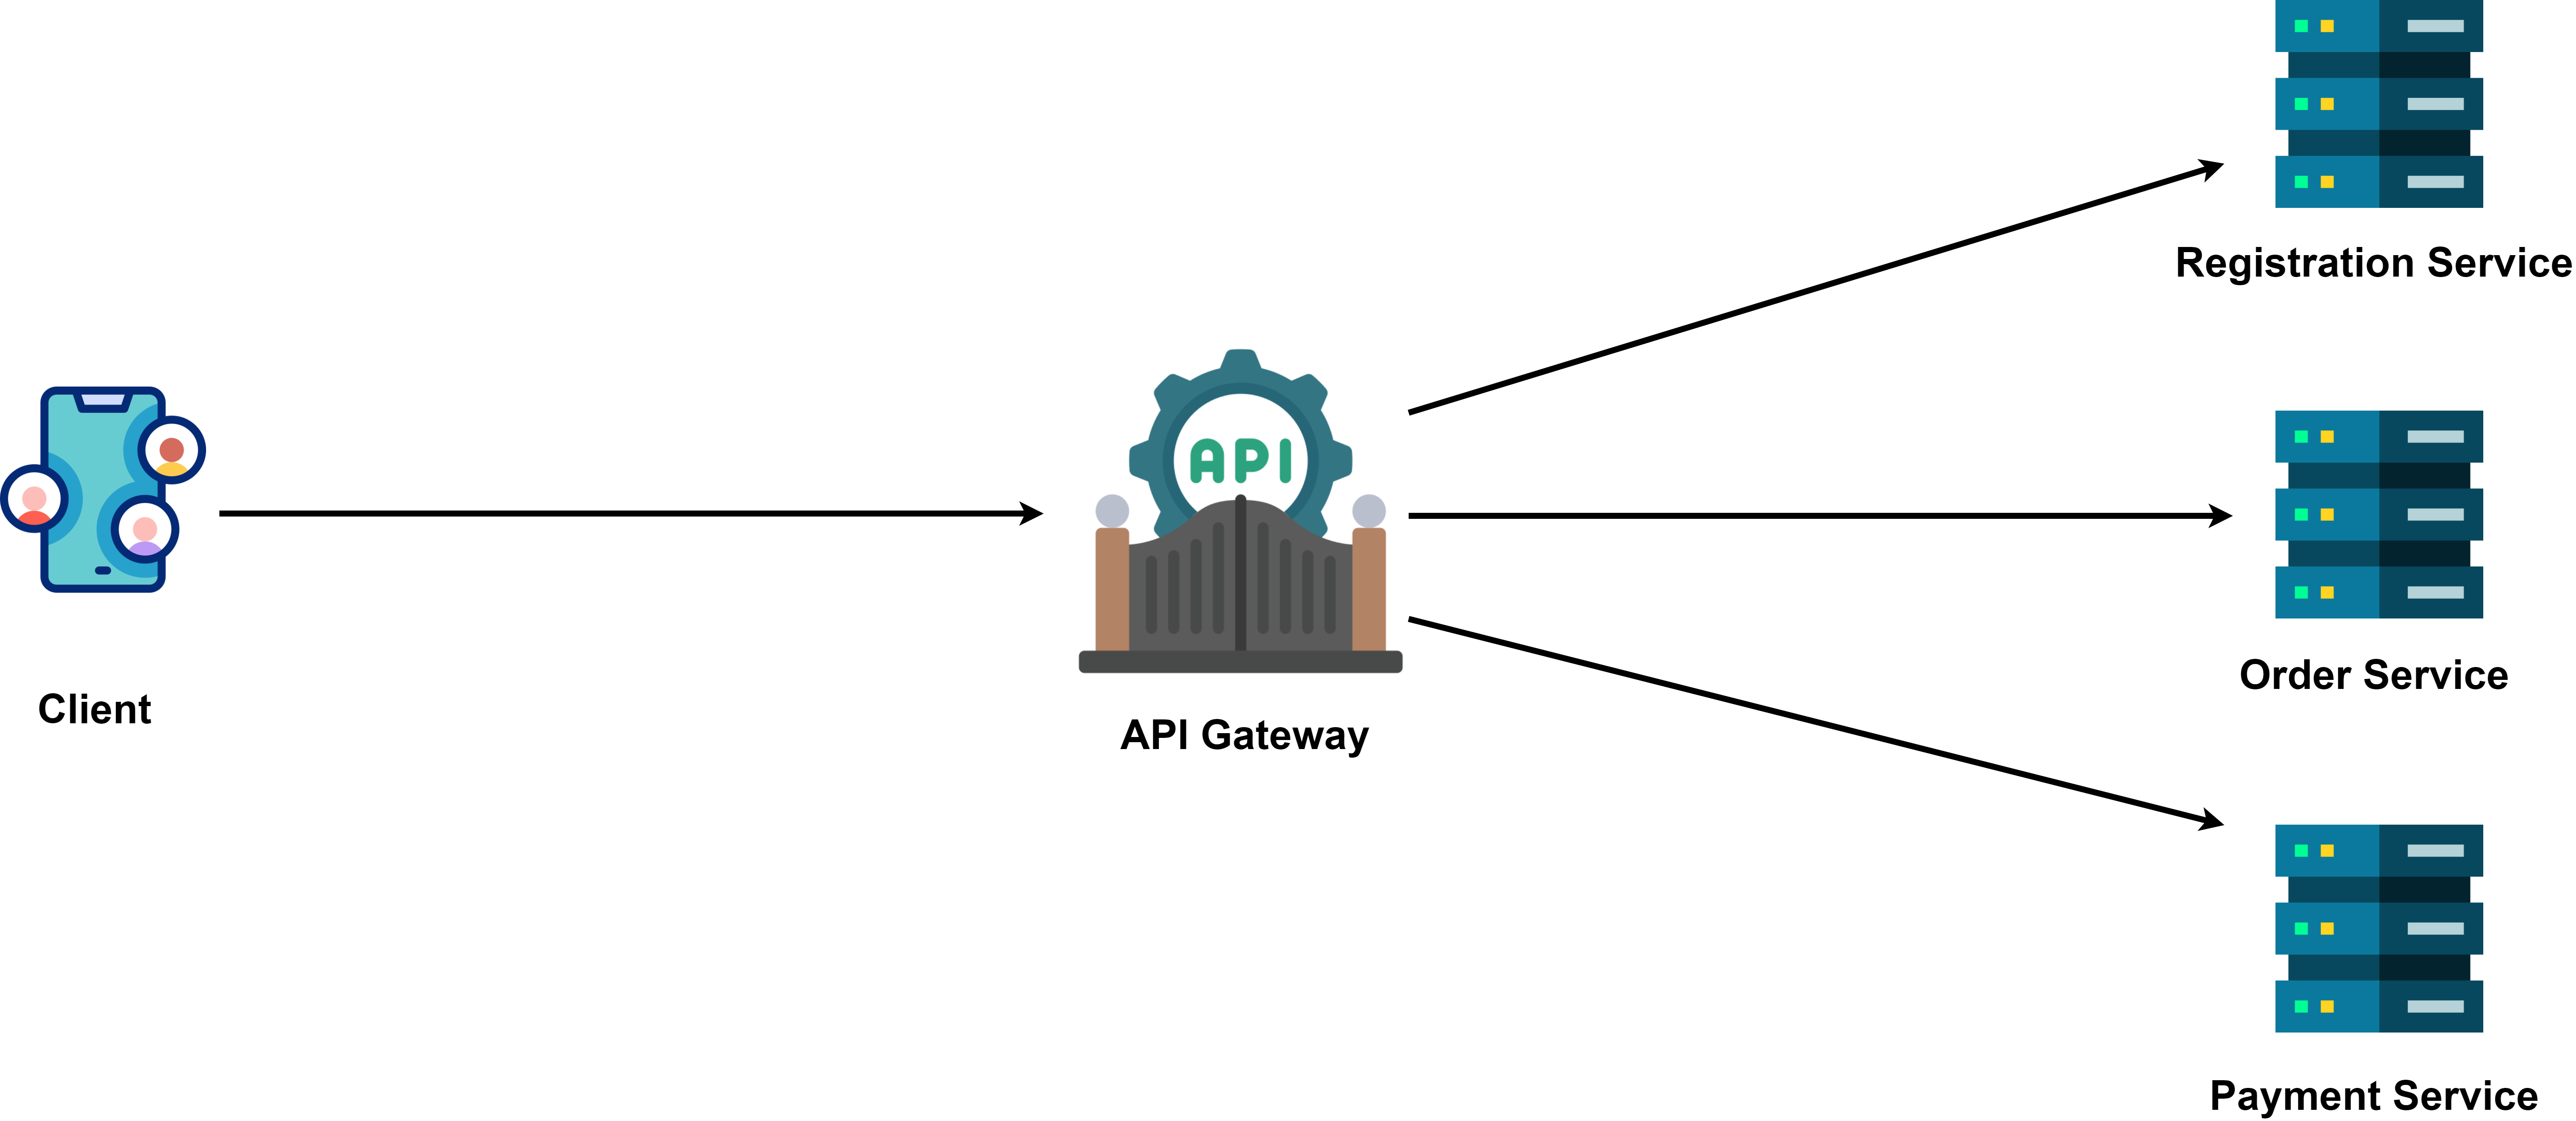 Registration Service
API
Order Service
Client
API Gateway
Payment Service